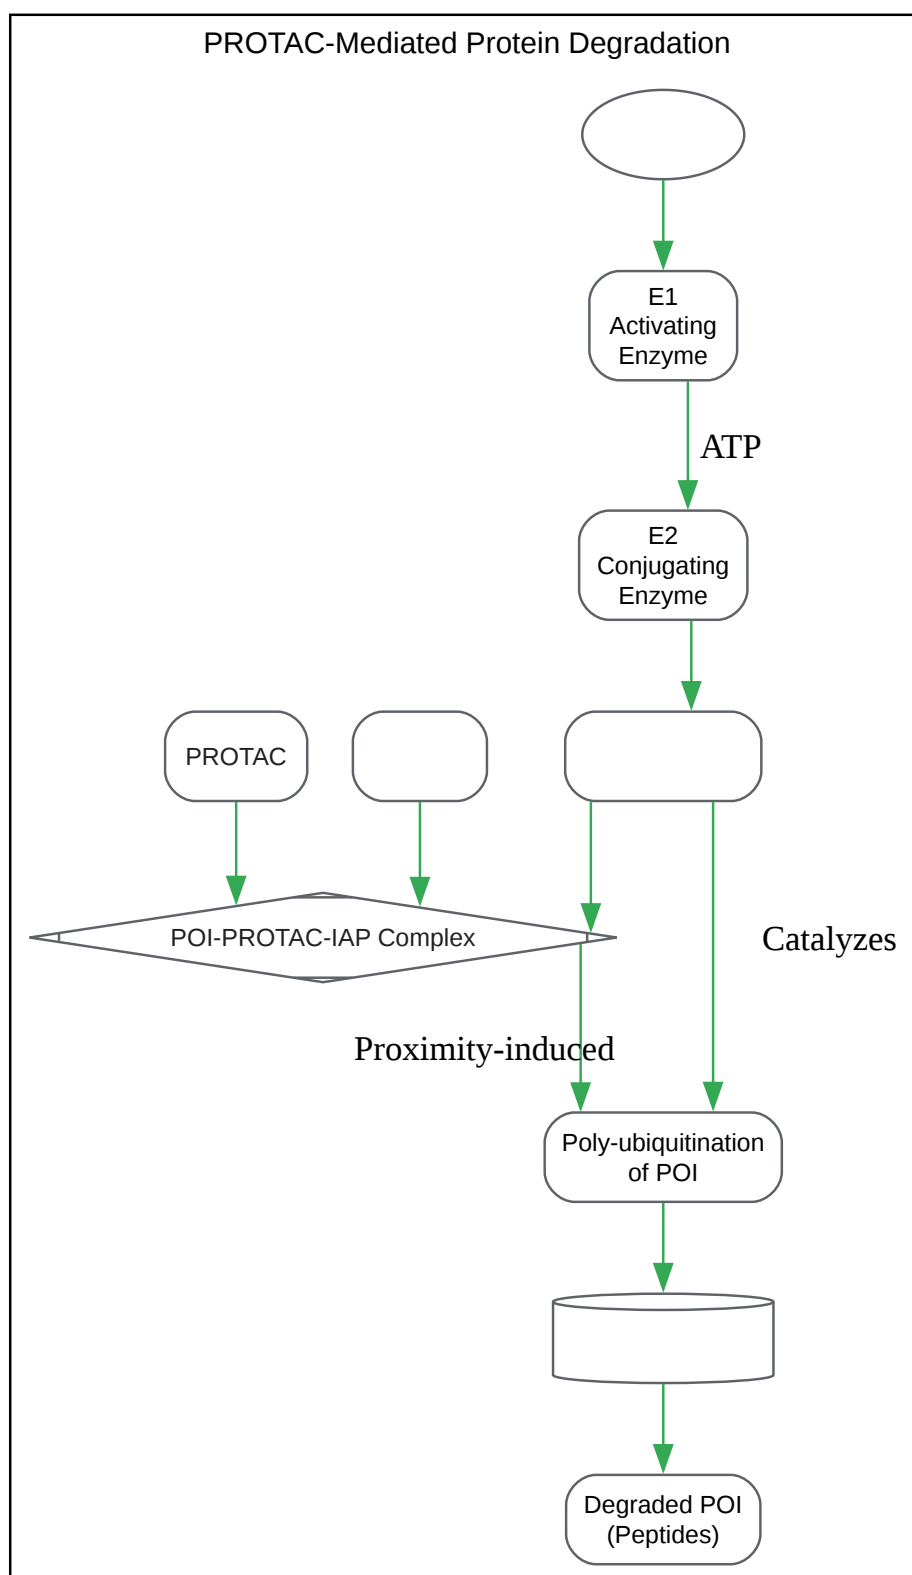 PROTAC-Mediated Protein Degradation
E1
Activating
Enzyme
ATP
E2
Conjugating
Enzyme
PROTAC
POI-PROTAC-IAP Complex
Catalyzes
Proximity-induced
Poly-ubiquitination
of POI
Degraded POI
(Peptides)